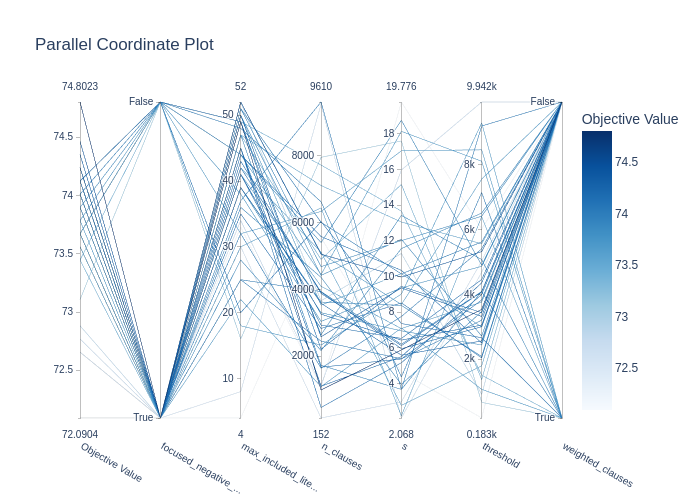 Parallel Coordinate Plot
74.8023
52
9610
19.776
9.942k
False
False
Objective Value
74.5
74
73.5
73
72.5
50
40
30
20
10
8000
6000
4000
2000
18
16
14
12
10
8
6
4
8k
6k
4k
2k
74.5
74
73.5
73
72.5
True
True
72.0904
4
152
2.068
0.183k
Objective Value
focused_negative_...
max_included_lite...
n_clauses
s
threshold
weighted_clauses